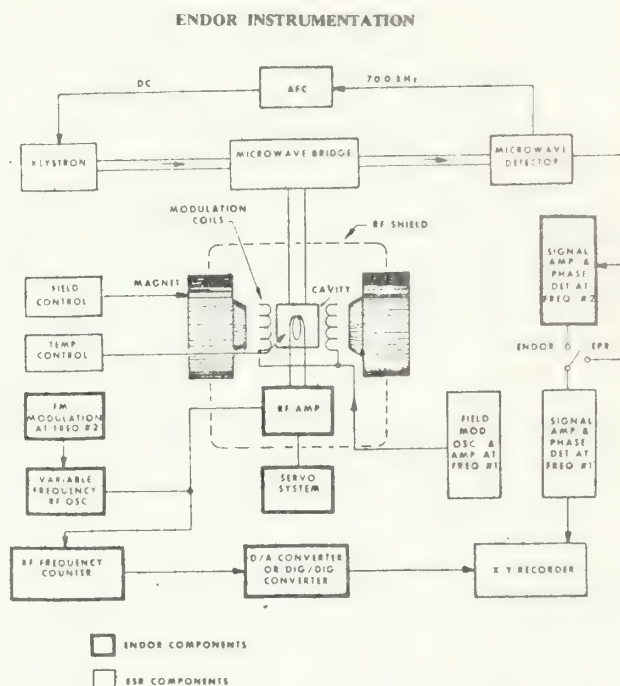 ENDOR INSTRUMENTATION
DC
AFC
KLYSTRON
MICROWAVE BRIDGE
MICROWAVE
DETECTOR
MODULATION
COILS
RF SHIELD
SIGNAL
AMP &
PHASE
DET AT
FREQ #2
FIELD
CONTROL
MAGNET
CAVITY
TEMP
CONTROL
ENDOR
EPR
FM
MODULATION
AT FREQ #2
RF AMP
FIELD
MOD
OSC &
AMP AT
FREQ #1
SIGNAL
AMP &
PHASE
DET AT
FREQ #1
VARIABLE
FREQUENCY
RF OSC
SERVO
SYSTEM
RF FREQUENCY
COUNTER
D/A CONVERTER
OR DIG/DIG
CONVERTER
X Y RECORDER
ENDOR COMPONENTS
ESR COMPONENTS